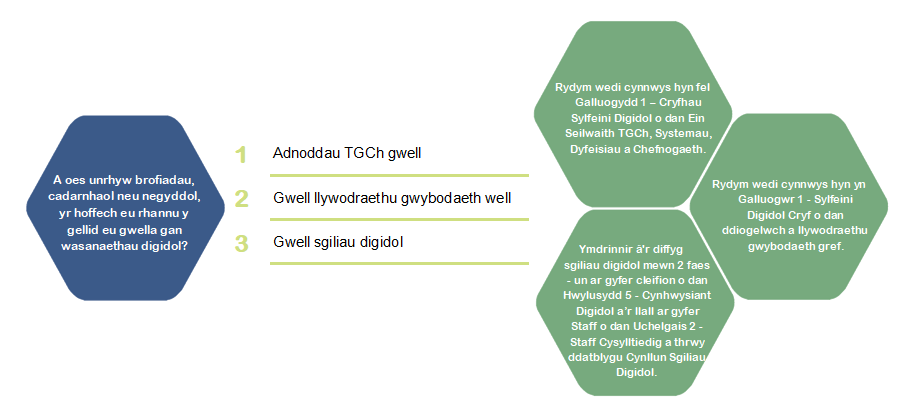 A oes unrhyw brofiadau,
cadarnhaol neu negyddol,
yr hoffech eu rhannu y
gellid eu gwella gan
wasanaethau digidol?
1
Adnoddau TGCh gwell
2
Gwell llywodraethu gwybodaeth well
3
Gwell sgiliau digidol
Rydym wedi cynnwys hyn fel
Galluogydd 1 – Cryfhau
Sylfeini Digidol o dan Ein
Seilwaith TGCh, Systemau,
Dyfeisiau a Chefnogaeth.
Rydym wedi cynnwys hyn yn
Galluogwr 1 - Sylfeini
Digidol Cryf o dan
ddiogelwch a llywodraethu
gwybodaeth gref.
Ymdrinnir â'r diffyg
sgiliau digidol mewn 2 faes
- un ar gyfer cleifion o dan
Hwylusydd 5 - Cynhwysiant
Digidol a'r llall ar gyfer
Staff o dan Uchelgais 2 -
Staff Cysylltiedig a thrwy
ddatblygu Cynllun Sgiliau
Digidol.